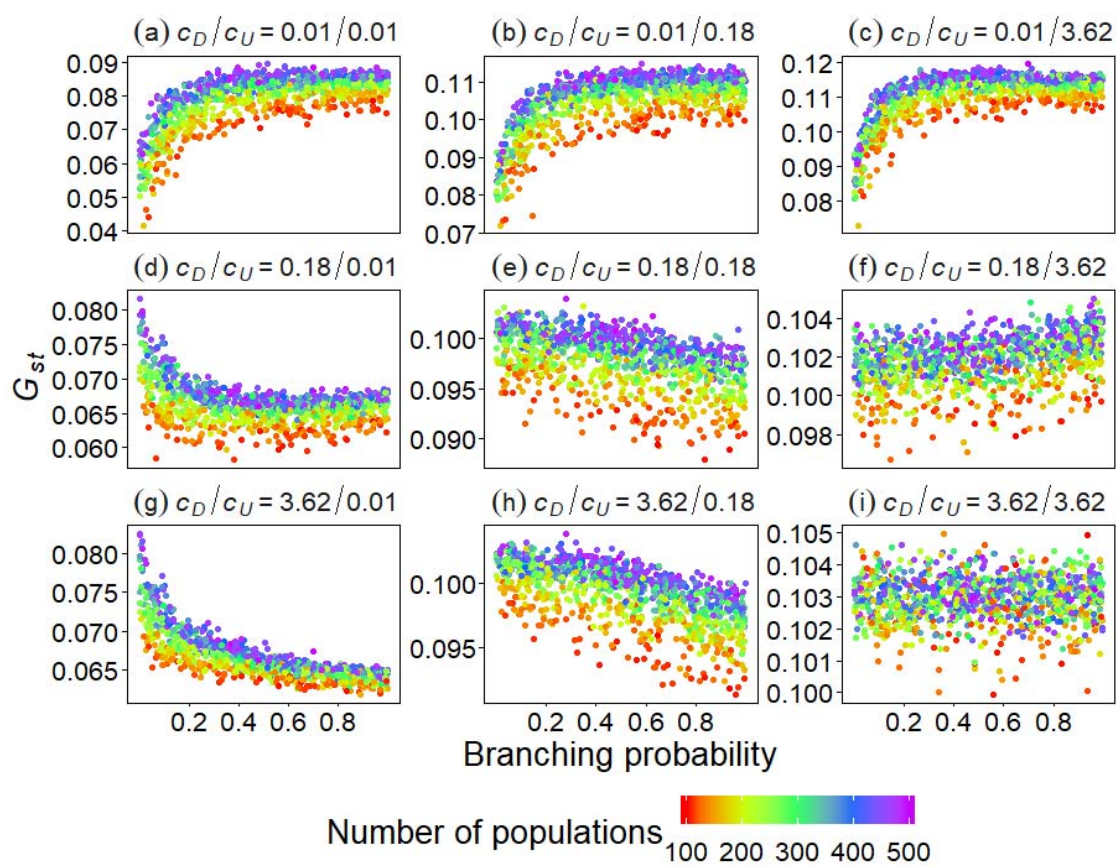 (a) c_D/c_U = 0.01/0.01
(b) c_D/c_U = 0.01/0.18
(c) c_D/c_U = 0.01/3.62
0.09
0.08
0.07
0.06
0.05
0.04
0.11
0.10
0.09
0.08
0.07
0.12
0.11
0.10
0.09
0.08
(d) c_D/c_U = 0.18/0.01
(e) c_D/c_U = 0.18/0.18
(f) c_D/c_U = 0.18/3.62
G_st
0.080
0.075
0.070
0.065
0.060
0.100
0.095
0.090
0.104
0.102
0.100
0.098
(g) c_D/c_U = 3.62/0.01
(h) c_D/c_U = 3.62/0.18
(i) c_D/c_U = 3.62/3.62
0.080
0.075
0.070
0.065
0.100
0.095
0.105
0.104
0.103
0.102
0.101
0.100
0.2 0.4 0.6 0.8
0.2 0.4 0.6 0.8
0.2 0.4 0.6 0.8
Branching probability
Number of populations
100 200 300 400 500